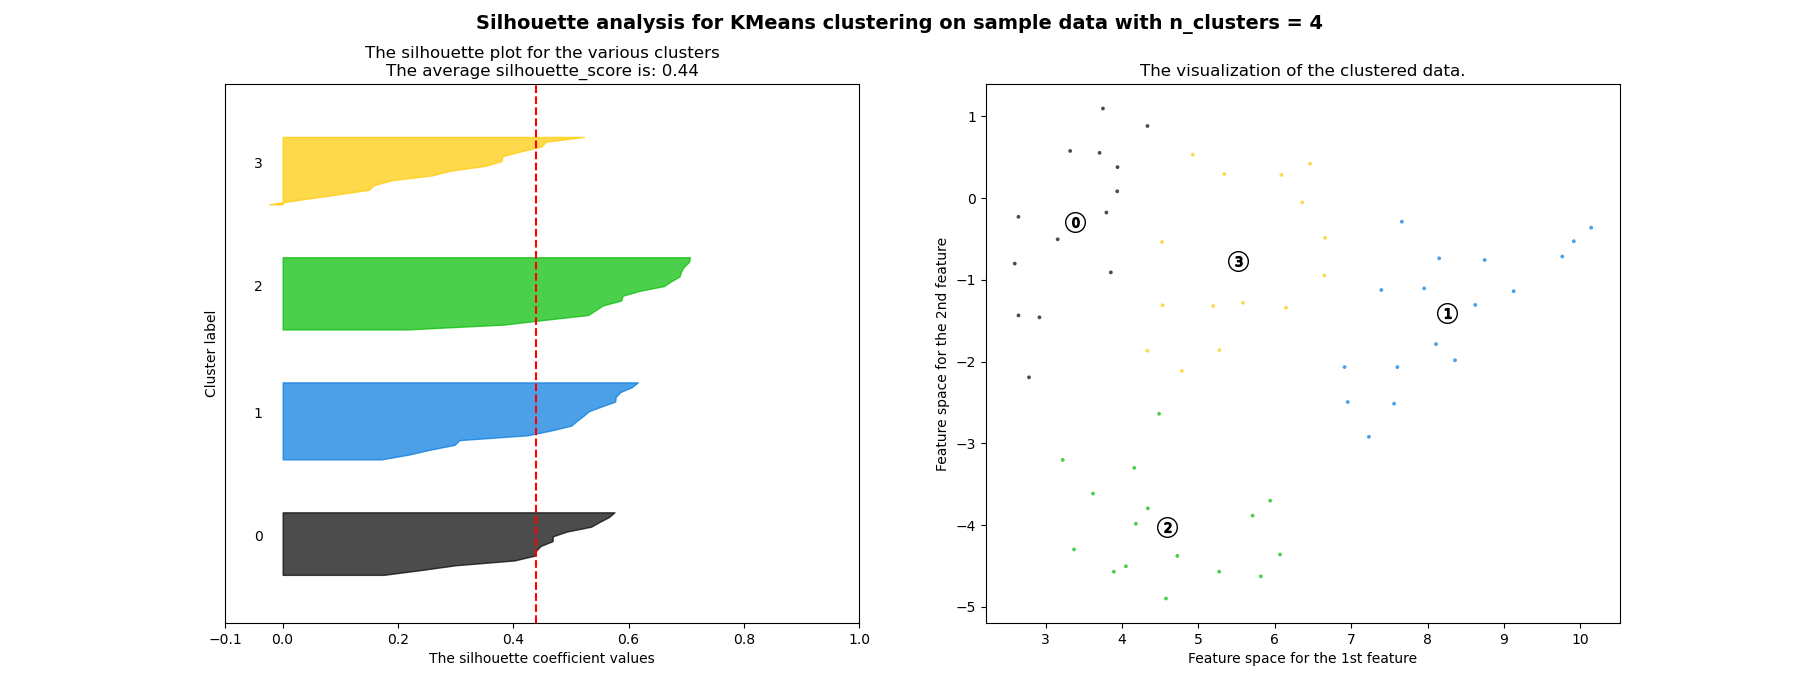 Silhouette analysis for KMeans clustering on sample data with n_clusters = 4
The silhouette plot for the various clusters
The average silhouette_score is: 0.44
3
2
1
0
Cluster label
−0.1 0.0 0.2 0.4 0.6 0.8 1.0
The silhouette coefficient values
The visualization of the clustered data.
1
0
−1
−2
−3
−4
−5
Feature space for the 2nd feature
0
3
1
2
3 4 5 6 7 8 9 10
Feature space for the 1st feature